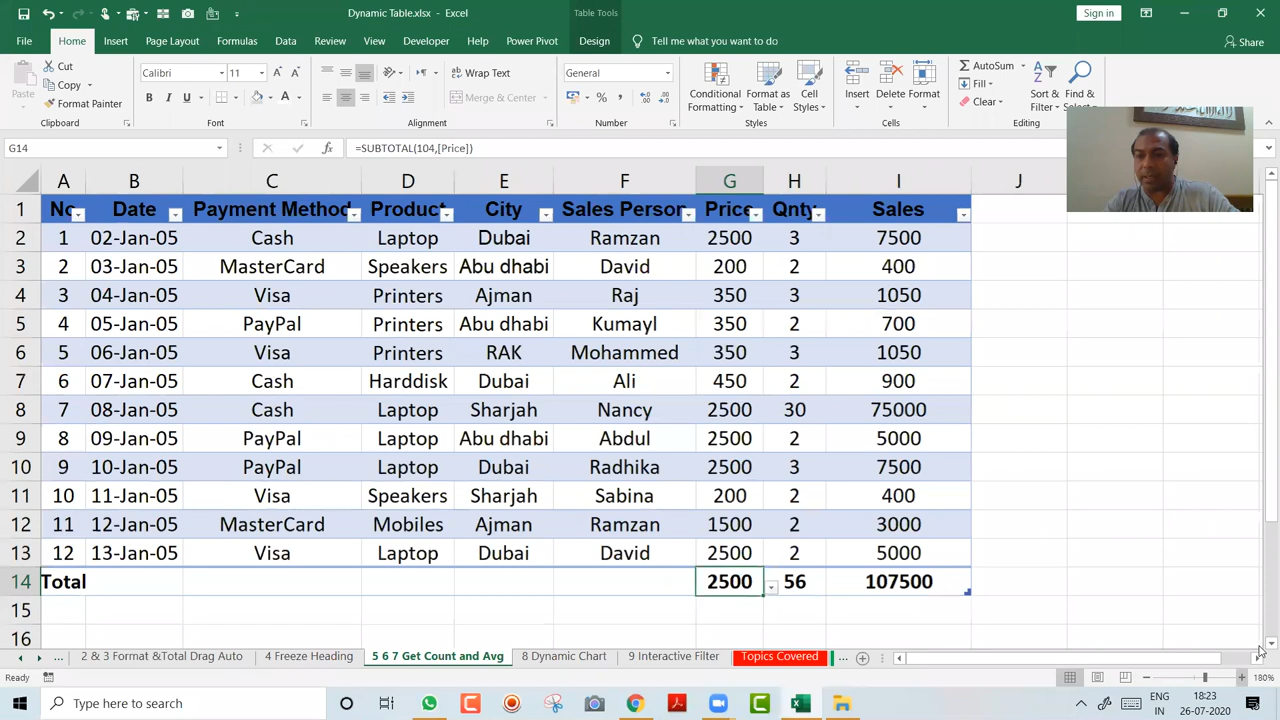 Dynamic Table.xlsx - Excel
Table Tools
Sign in
File Home Insert Page Layout Formulas Data Review View Developer Help Power Pivot Design Tell me what you want to do Share
Paste
Cut
Copy
Format Painter
Clipboard
Calibri 11
B I U A
Font
Wrap Text
Merge & Center
Alignment
General
%
Number
Conditional Formatting
Format as Table
Cell Styles
Styles
Insert Delete Format
Cells
AutoSum
Fill
Clear
Sort & Filter
Find & Select
Editing
G14 fx =SUBTOTAL(104,[Price])
A B C D E F G H I J
1 No Date Payment Method Product City Sales Person Price Qnty Sales
2 1 02-Jan-05 Cash Laptop Dubai Ramzan 2500 3 7500
3 2 03-Jan-05 MasterCard Speakers Abu dhabi David 200 2 400
4 3 04-Jan-05 Visa Printers Ajman Raj 350 3 1050
5 4 05-Jan-05 PayPal Printers Abu dhabi Kumayl 350 2 700
6 5 06-Jan-05 Visa Printers RAK Mohammed 350 3 1050
7 6 07-Jan-05 Cash Harddisk Dubai Ali 450 2 900
8 7 08-Jan-05 Cash Laptop Sharjah Nancy 2500 30 75000
9 8 09-Jan-05 PayPal Laptop Abu dhabi Abdul 2500 2 5000
10 9 10-Jan-05 PayPal Laptop Dubai Radhika 2500 3 7500
11 10 11-Jan-05 Visa Speakers Sharjah Sabina 200 2 400
12 11 12-Jan-05 MasterCard Mobiles Ajman Ramzan 1500 2 3000
13 12 13-Jan-05 Visa Laptop Dubai David 2500 2 5000
14 Total 2500 56 107500
15
16
2 & 3 Format &Total Drag Auto 4 Freeze Heading 5 6 7 Get Count and Avg 8 Dynamic Chart 9 Interactive Filter Topics Covered ...
Ready 180%
Type here to search
ENG
IN
18:23
26-07-2020